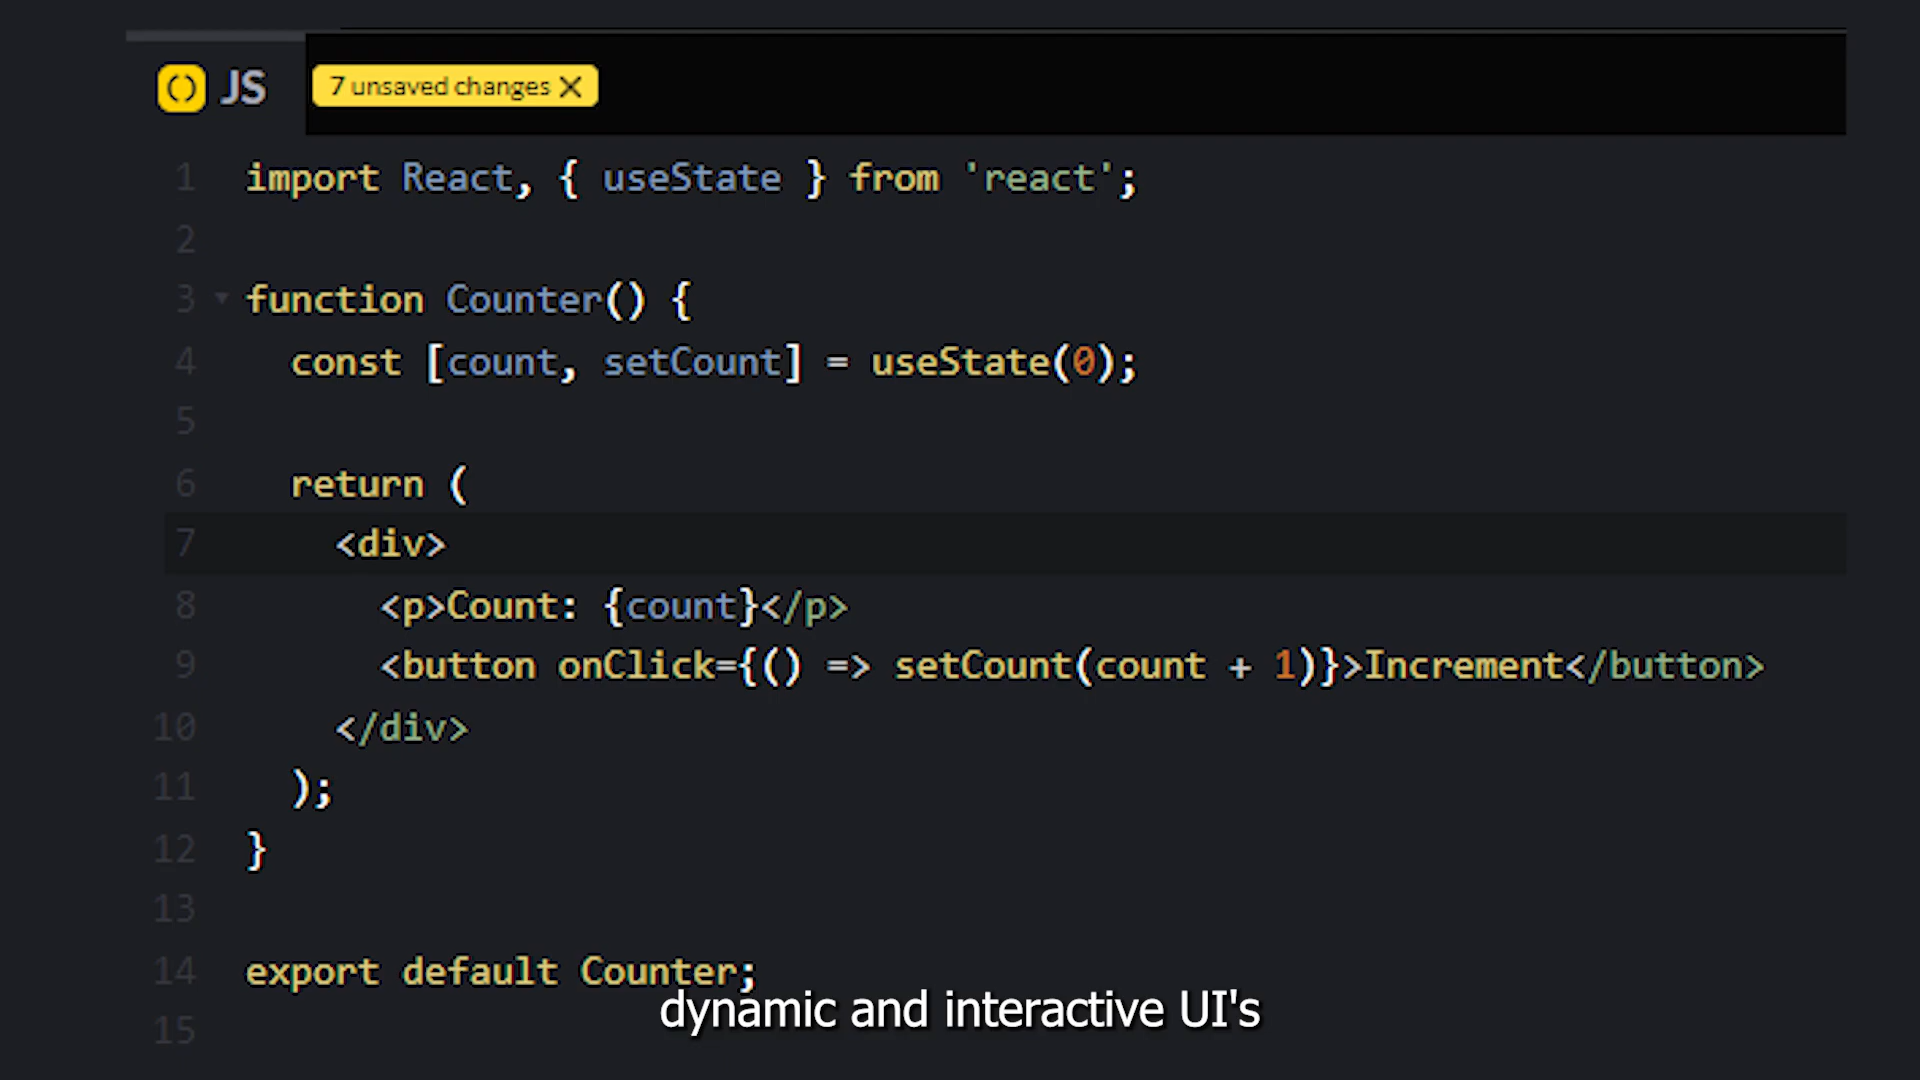 () JS
7 unsaved changes X
1 import React, { useState } from 'react';
2
3 function Counter() {
4 const [count, setCount] = useState(0);
5
6 return (
7 <div>
8 <p>Count: {count}</p>
9 <button onClick={() => setCount(count + 1)}>Increment</button>
10 </div>
11 );
12 }
13
14 export default Counter;
dynamic and interactive UI's
15